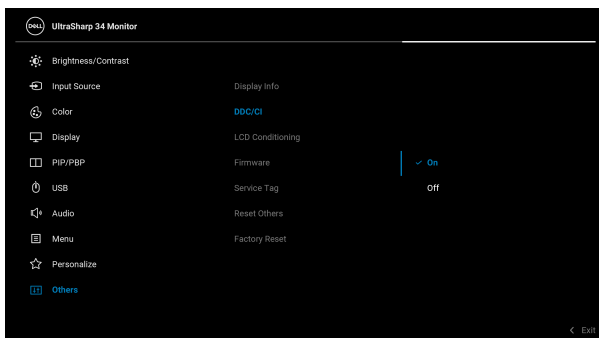 DELL UltraSharp 34 Monitor
Brightness/Contrast
Input Source
Color
Display
PIP/PBP
USB
Audio
Menu
Personalize
Others
Display Info
DDC/CI
LCD Conditioning
Firmware
Service Tag
Reset Others
Factory Reset
On
Off
Exit